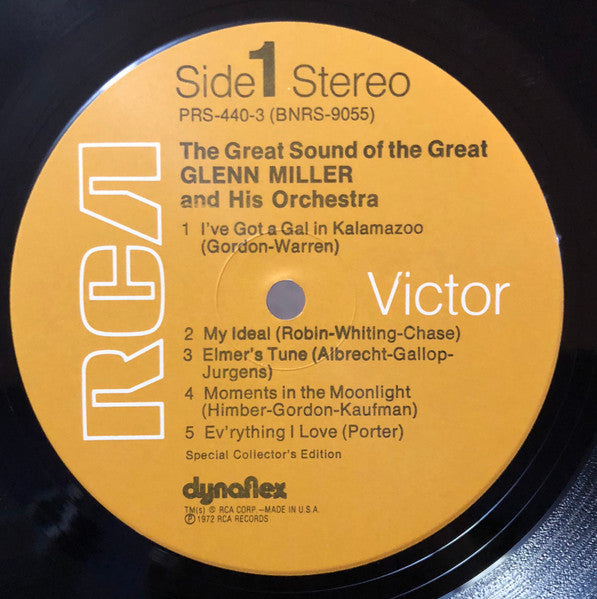 Side 1 Stereo
PRS-440-3 (BNRS-9055)
The Great Sound of the Great
GLENN MILLER
and His Orchestra
1 I've Got a Gal in Kalamazoo
(Gordon-Warren)
RCA
Victor
2 My Ideal (Robin-Whiting-Chase)
3 Elmer's Tune (Albrecht-Gallop-
Jurgens)
4 Moments in the Moonlight
(Himber-Gordon-Kaufman)
5 Ev'rything I Love (Porter)
Special Collector's Edition
dynaflex
TM(s) ® RCA CORP.—MADE IN U.S.A.
℗ 1972 RCA RECORDS